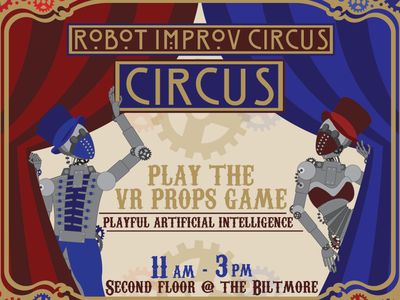 ROBOT IMPROV CIRCUS
CIRCUS
PLAY THE
VR PROPS GAME
PLAYFUL ARTIFICIAL INTELLIGENCE
11 AM - 3 PM
SECOND FLOOR @ THE BILTMORE